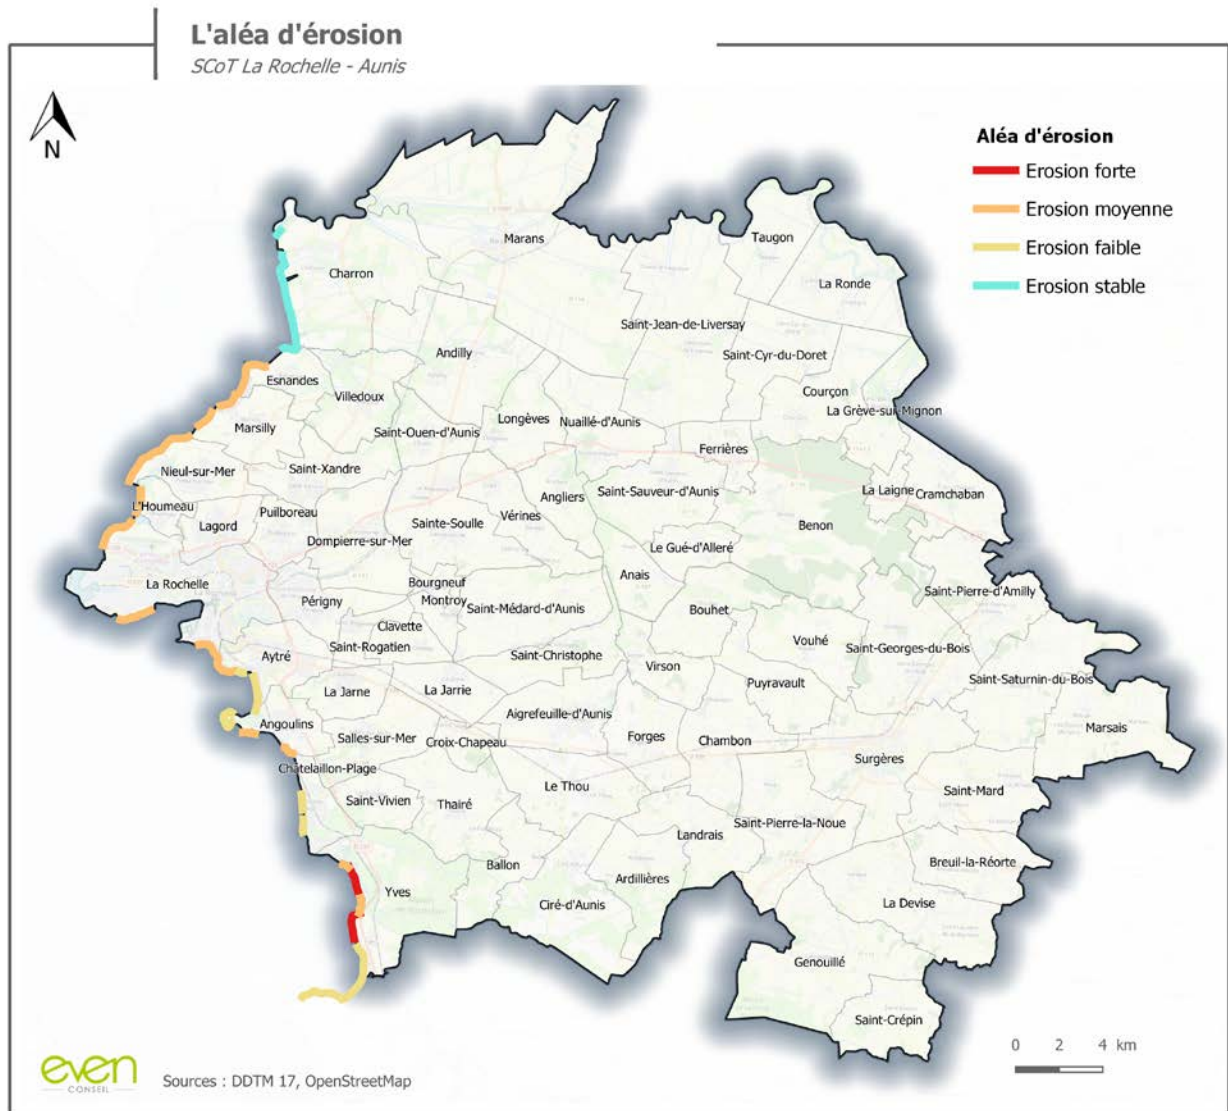 L'aléa d'érosion
SCoT La Rochelle - Aunis
N
Aléa d'érosion
Erosion forte
Erosion moyenne
Erosion faible
Erosion stable
Marans
Taugon
Charron
La Ronde
Saint-Jean-de-Liversay
Andilly
Saint-Cyr-du-Doret
Esnandes
Villedoux
Courçon
La Grève-sur-Mignon
Longèves
Nuaillé-d'Aunis
Marsilly
Saint-Ouen-d'Aunis
Ferrières
Nieul-sur-Mer
Saint-Xandre
Angliers
Saint-Sauveur-d'Aunis
La Laigne
Cramchaban
L'Houmeau
Puilboreau
Lagord
Sainte-Soulle
Vérines
Benon
Dompierre-sur-Mer
Le Gué-d'Alleré
Anais
La Rochelle
Bourgneuf
Saint-Pierre-d'Amilly
Périgny
Montroy
Saint-Médard-d'Aunis
Bouhet
Clavette
Vouhé
Saint-Georges-du-Bois
Saint-Rogatien
Aytré
Saint-Christophe
Virson
Saint-Saturnin-du-Bois
Puyravault
La Jarne
La Jarrie
Aigrefeuille-d'Aunis
Angoulins
Marsais
Salles-sur-Mer
Croix-Chapeau
Forges
Chambon
Surgères
Châtelaillon-Plage
Le Thou
Saint-Mard
Saint-Vivien
Thairé
Saint-Pierre-la-Noue
Landrais
Breuil-la-Réorte
Ballon
Ardillières
Yves
Ciré-d'Aunis
La Devise
Genouillé
Saint-Crépin
0 2 4 km
even
CONSEIL
Sources : DDTM 17, OpenStreetMap